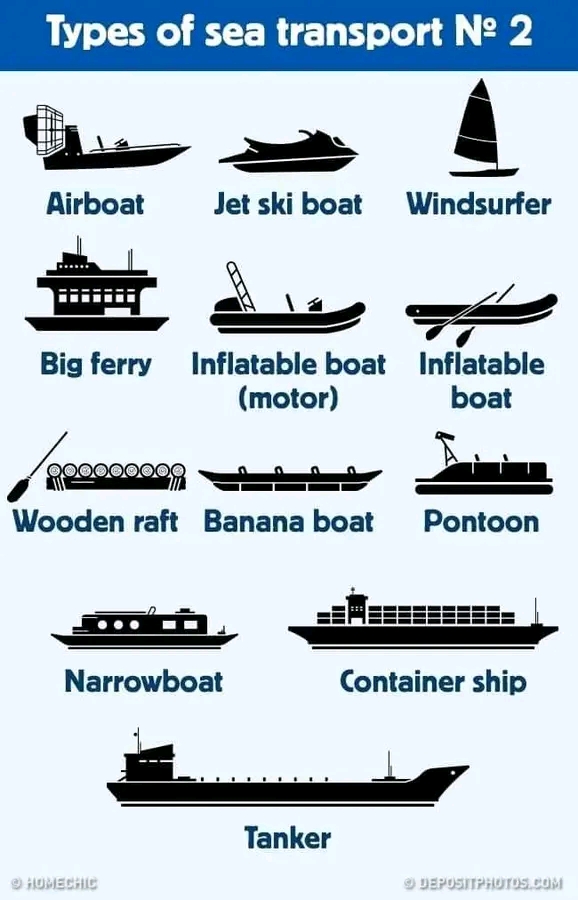 Types of sea transport № 2
Airboat
Jet ski boat
Windsurfer
Big ferry
Inflatable boat
(motor)
Inflatable
boat
Wooden raft
Banana boat
Pontoon
Narrowboat
Container ship
Tanker
© HOMECHIC
© DEPOSITPHOTOS.COM